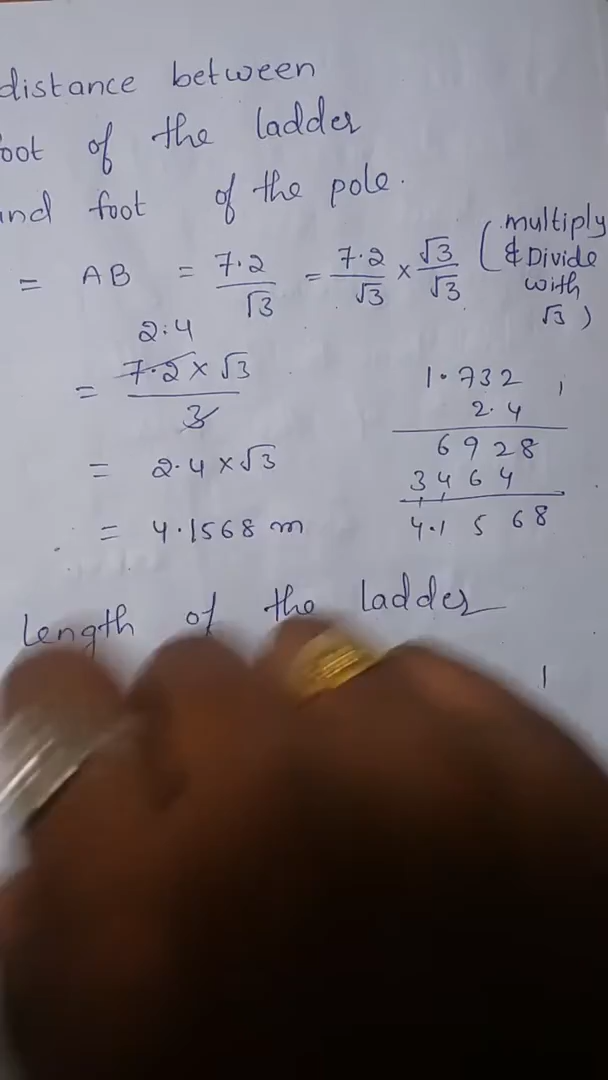 distance between
oot of the ladder
nd foot of the pole.
= AB = 7.2/√3 = 7.2/√3 × √3/√3 (multiply & Divide with √3)
2.4
= 7.2 × √3 / 3
= 2.4 × √3
= 4.1568 m
1.732
2.4
6928
3464
4.1568
Length of the ladder